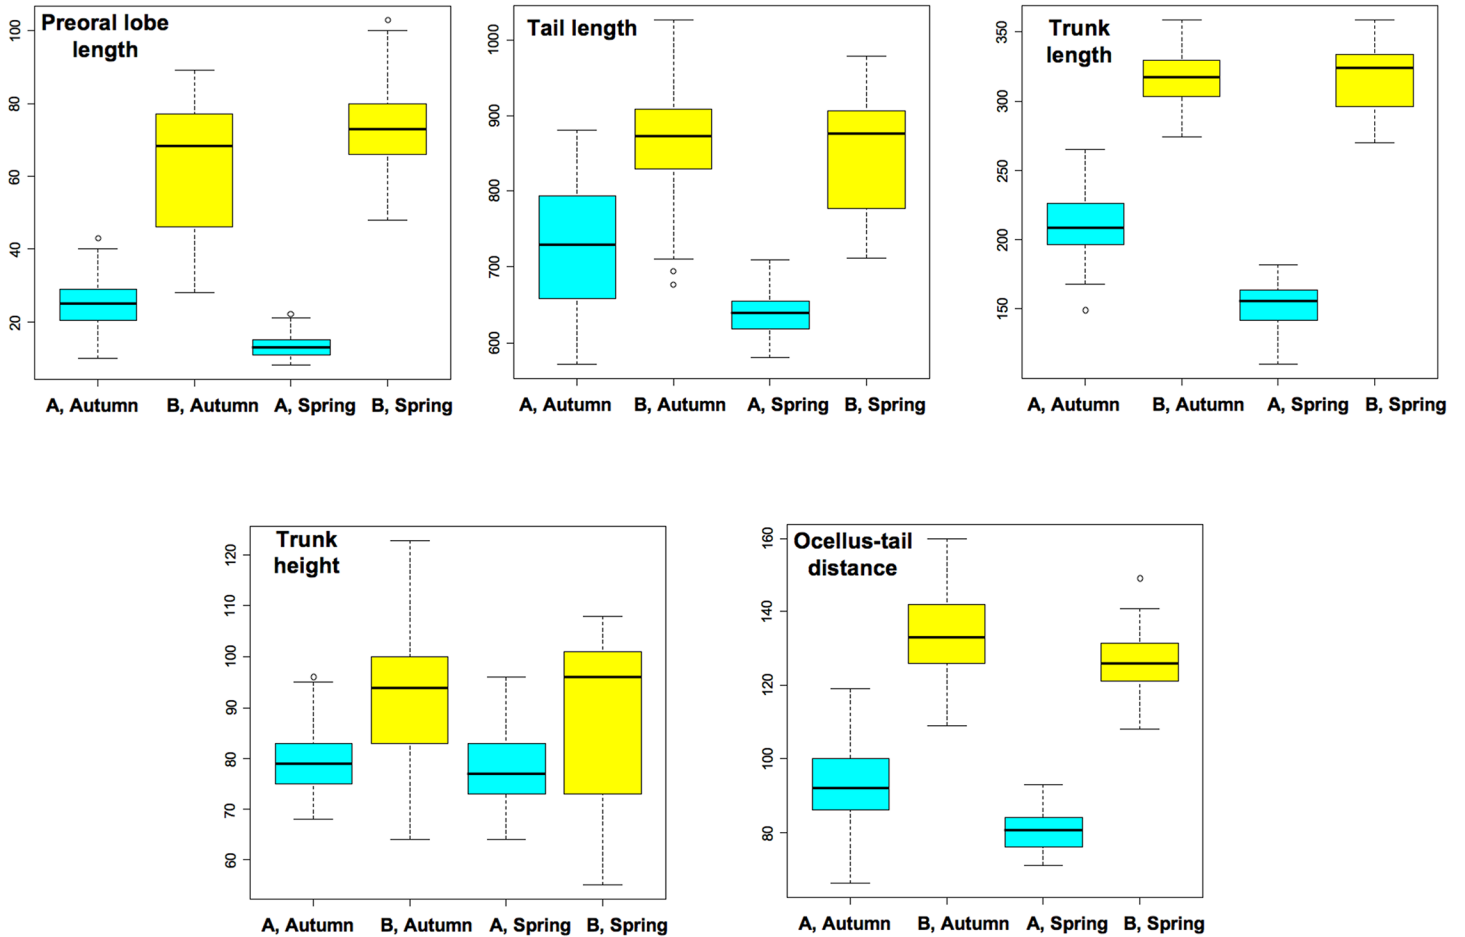 Preoral lobe
length
100
80
60
40
20
A, Autumn B, Autumn A, Spring B, Spring
Tail length
1000
900
800
700
600
A, Autumn B, Autumn A, Spring B, Spring
Trunk
length
350
300
250
200
150
A, Autumn B, Autumn A, Spring B, Spring
Trunk
height
120
110
100
90
80
70
60
A, Autumn B, Autumn A, Spring B, Spring
Ocellus-tail
distance
160
140
120
100
80
A, Autumn B, Autumn A, Spring B, Spring